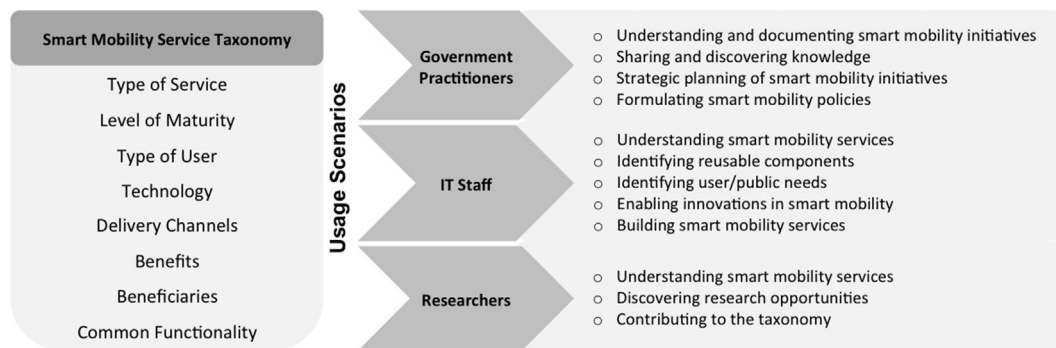 Smart Mobility Service Taxonomy
Type of Service
Level of Maturity
Type of User
Technology
Delivery Channels
Benefits
Beneficiaries
Common Functionality
Usage Scenarios
Government
Practitioners
○ Understanding and documenting smart mobility initiatives
○ Sharing and discovering knowledge
○ Strategic planning of smart mobility initiatives
○ Formulating smart mobility policies
IT Staff
○ Understanding smart mobility services
○ Identifying reusable components
○ Identifying user/public needs
○ Enabling innovations in smart mobility
○ Building smart mobility services
Researchers
○ Understanding smart mobility services
○ Discovering research opportunities
○ Contributing to the taxonomy